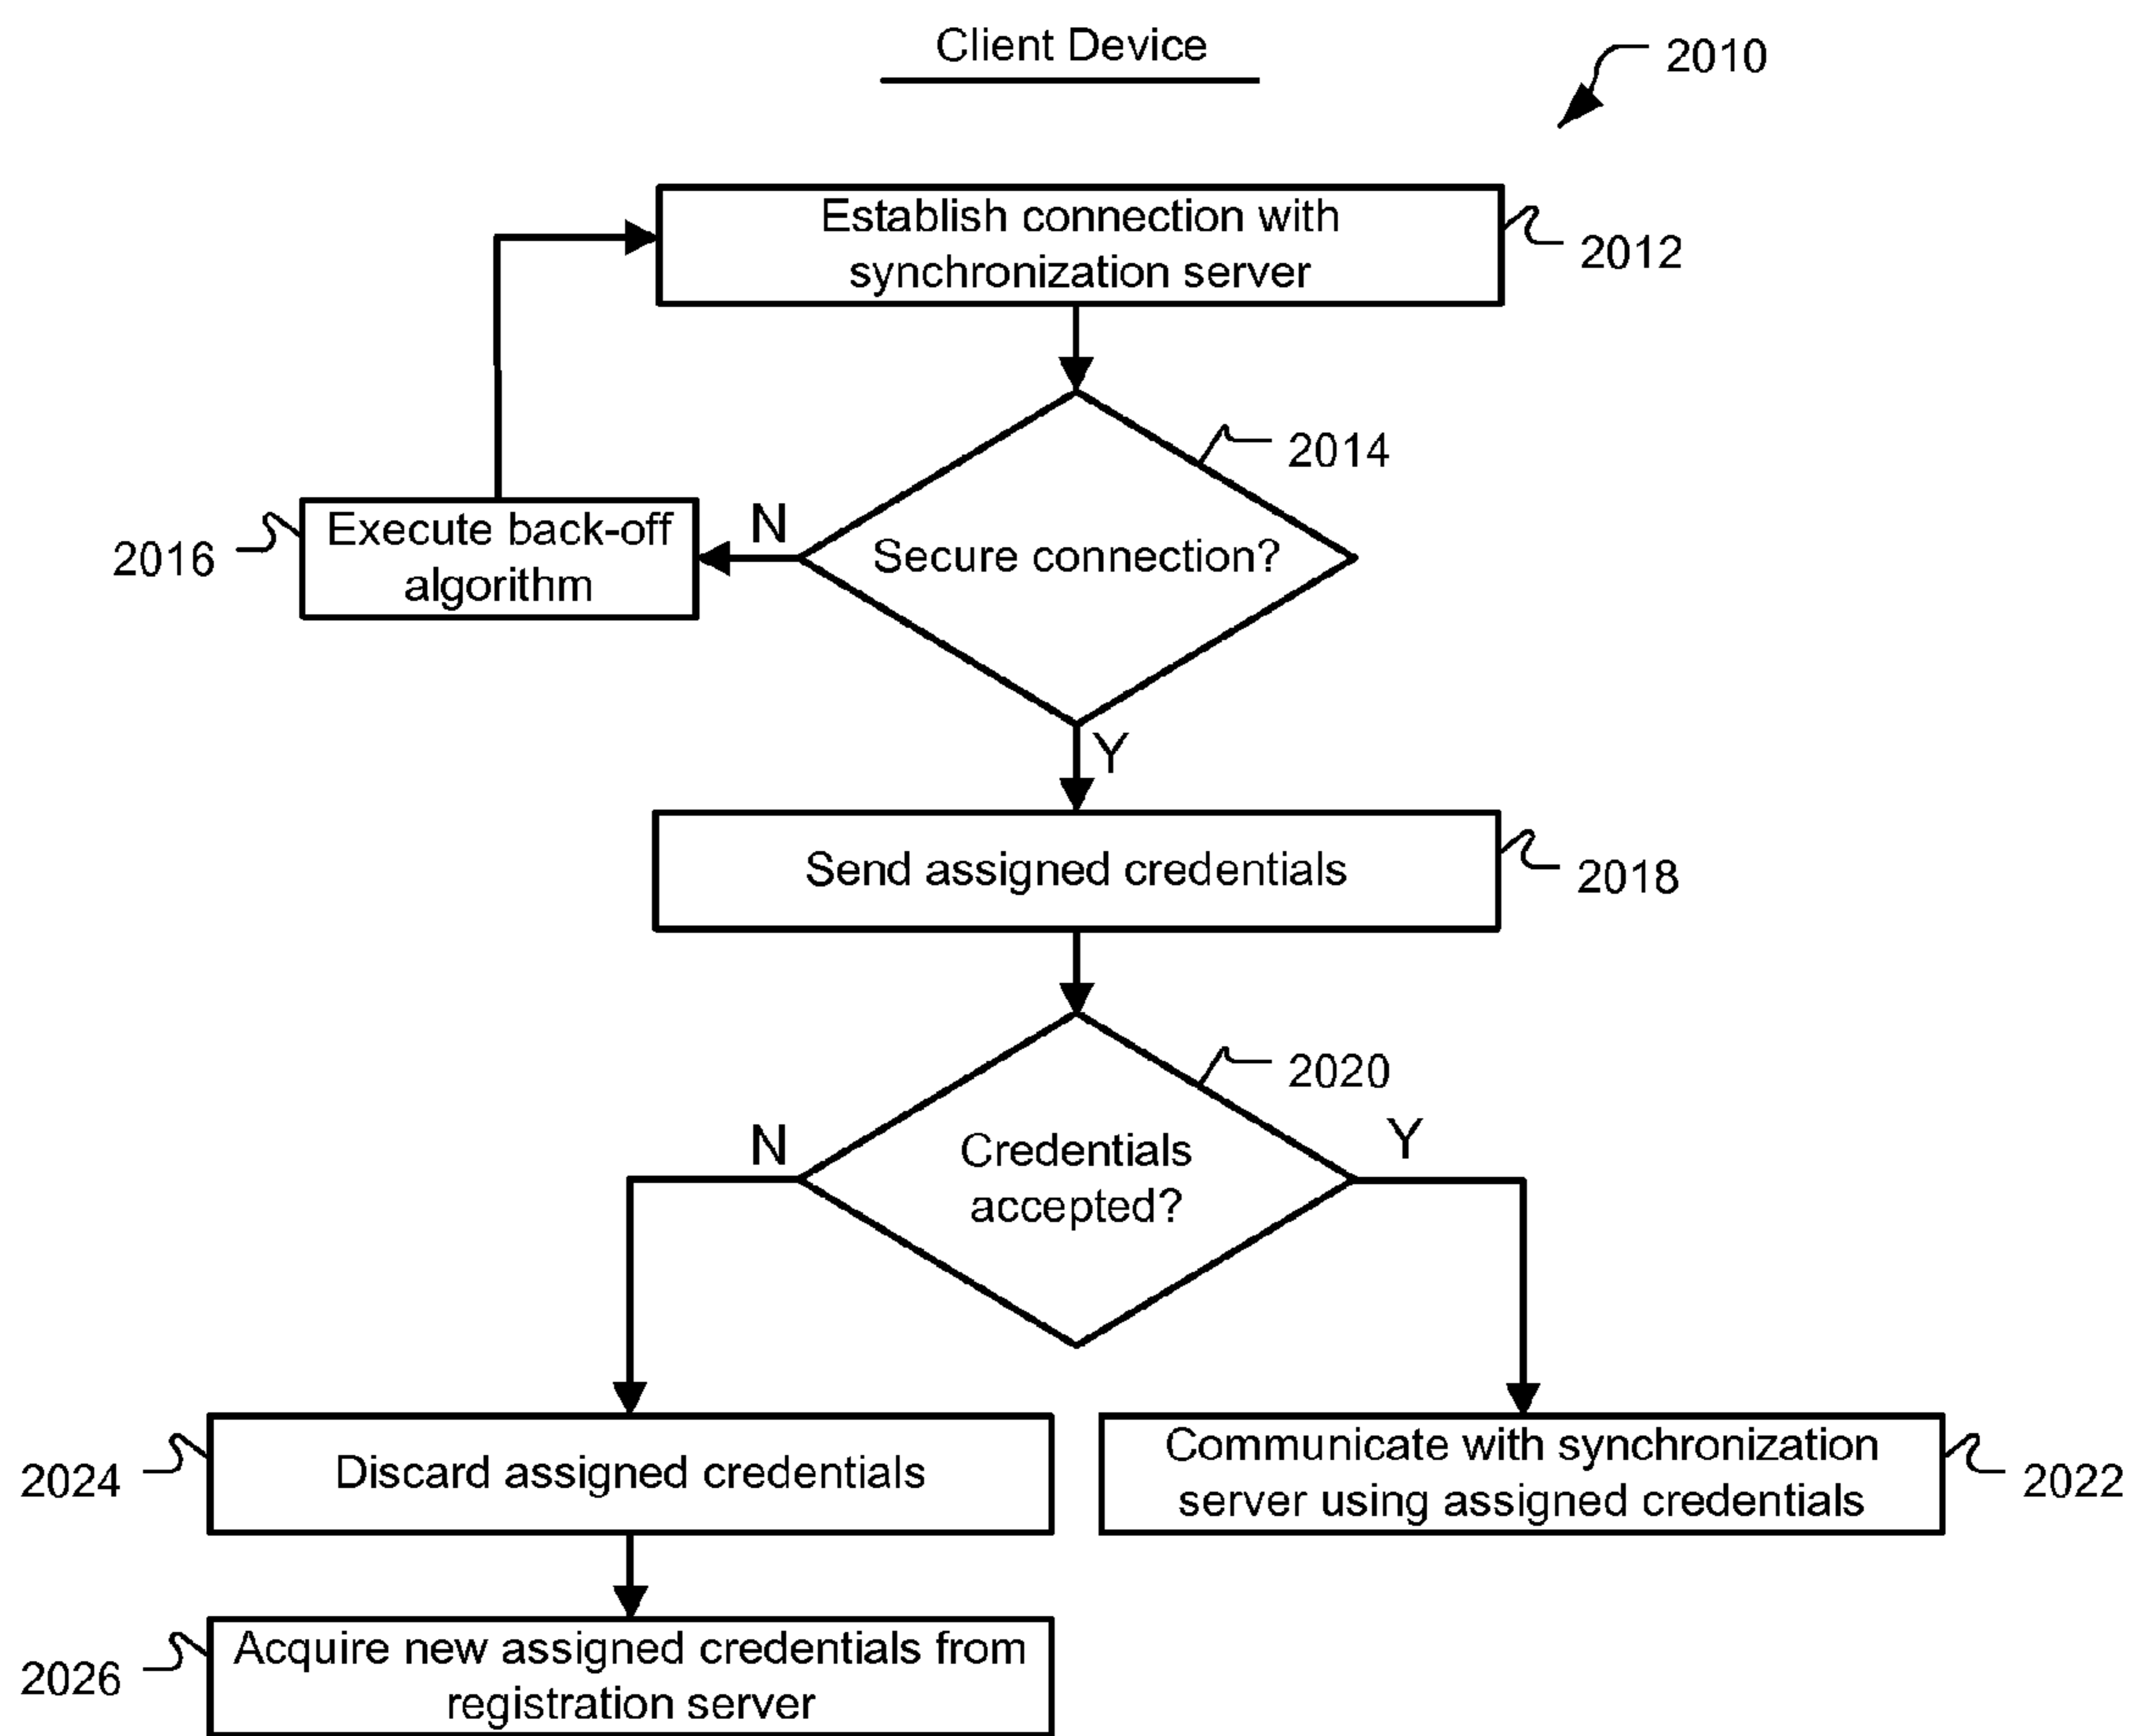 Client Device
2010
Establish connection with
synchronization server
2012
2014
Secure connection?
N
Execute back-off
algorithm
2016
Y
Send assigned credentials
2018
2020
Credentials
accepted?
N
Y
Discard assigned credentials
2024
Communicate with synchronization
server using assigned credentials
2022
Acquire new assigned credentials from
registration server
2026